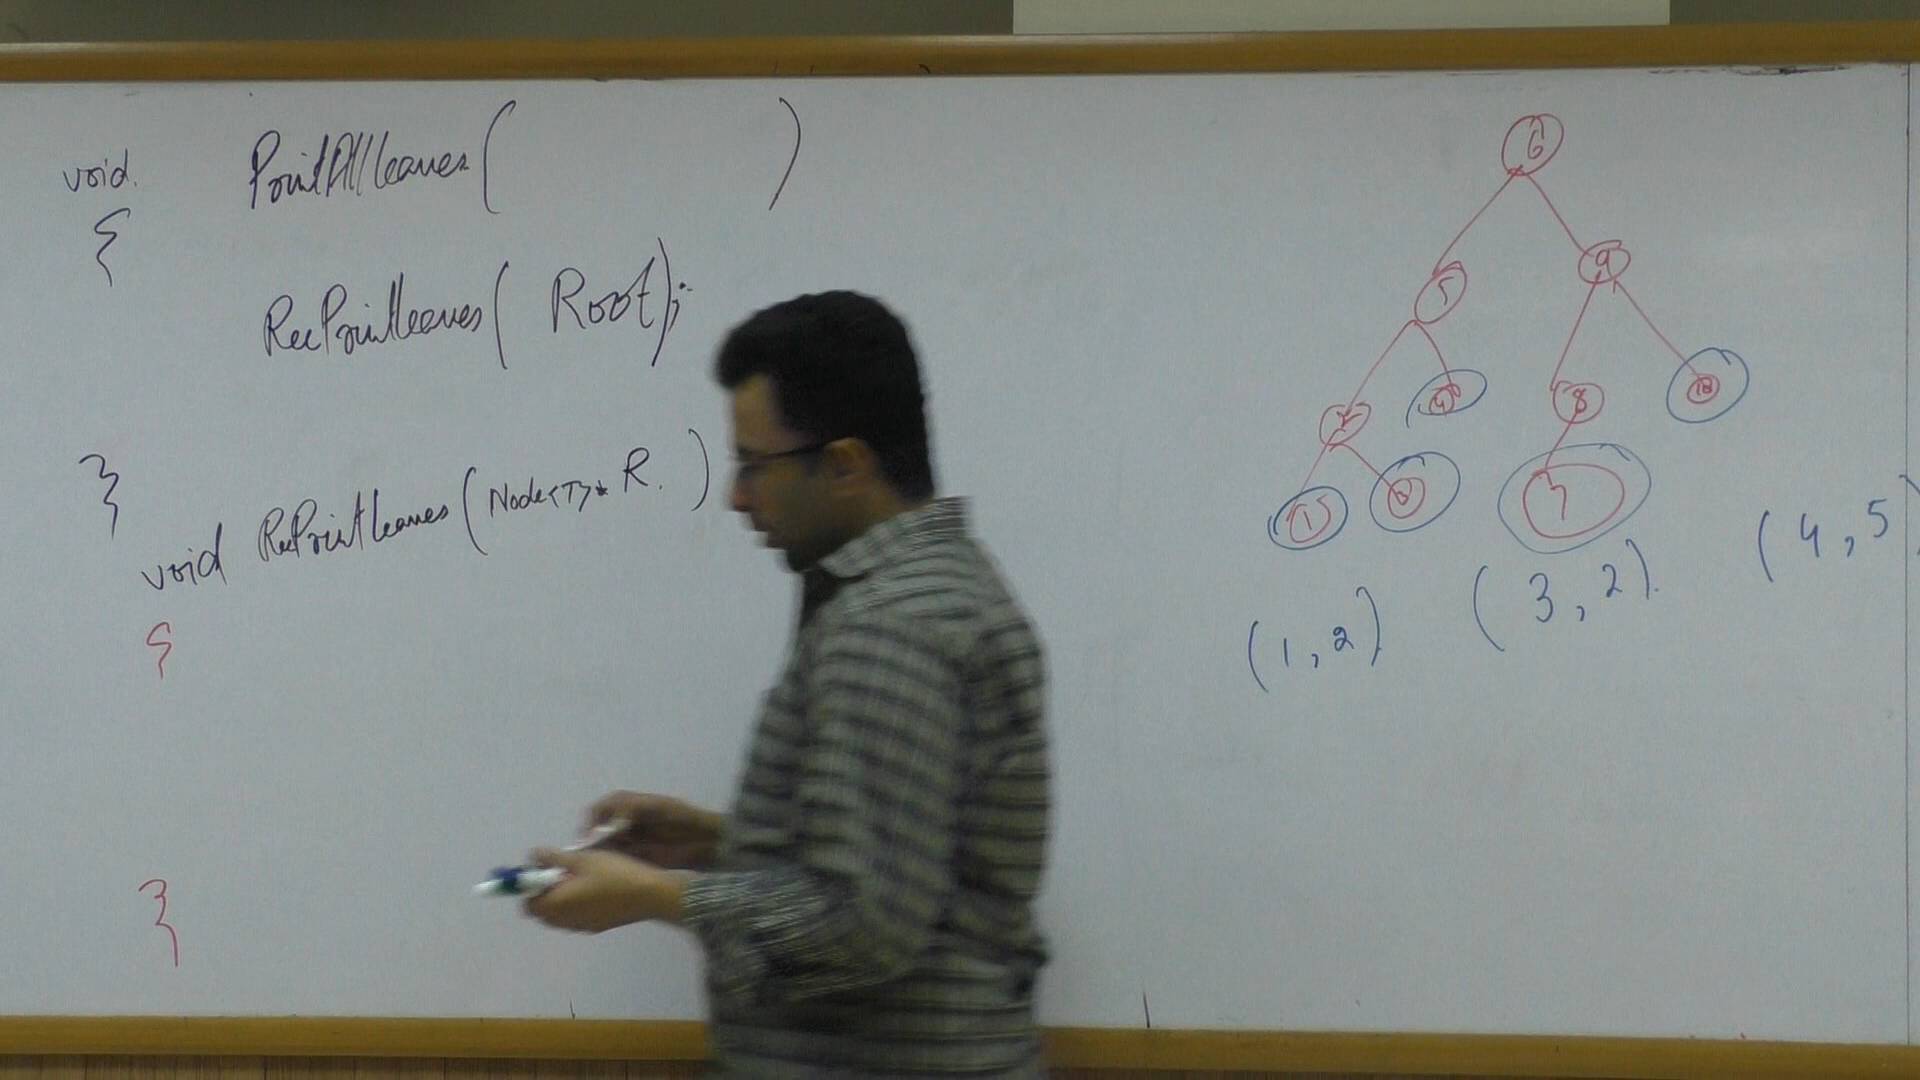 void PrintAllleaves( )
{
RecPrintleaves( Root);
}
void RecPrintleaves(Node<T>* R. )
{
}
6
5 9
2 4 8 10
1 3 7
(1,2) (3,2). (4,5)